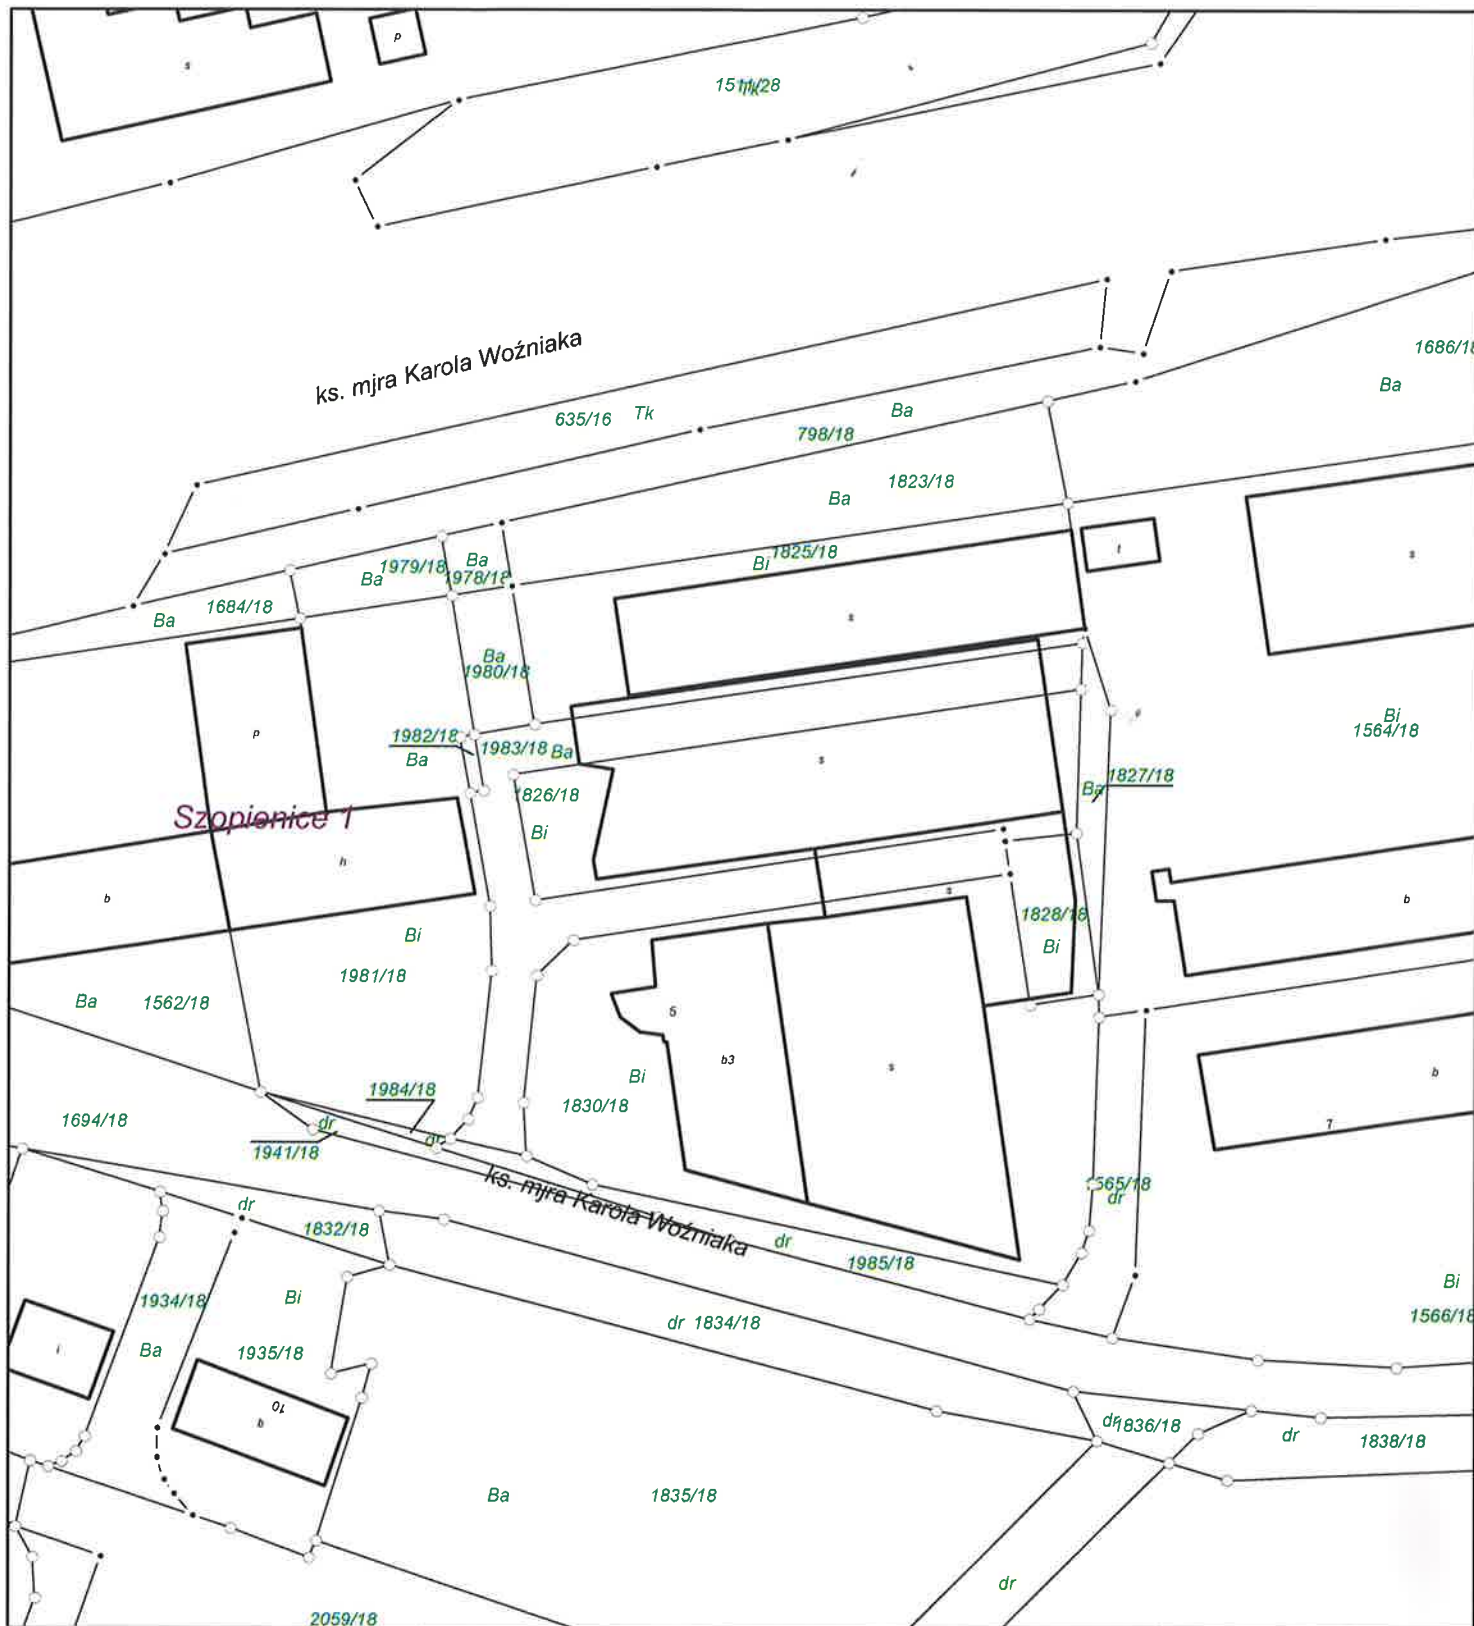 p
s
1511/28
ks. mjra Karola Woźniaka
1686/18
Ba
635/16 Tk
Ba
798/18
1823/18
Ba
1825/18
Bi
1979/18
Ba
Ba
1978/18
t
s
s
1684/18
Ba
Ba
1980/18
p
1982/18
Ba
1983/18 Ba
s
Bi
1564/18
1827/18
Ba
1826/18
Bi
Szopienice 1
h
b
s
b
1828/18
Bi
Bi
1981/18
Ba 1562/18
5
b3
s
b
7
Bi
1830/18
1984/18
1694/18
dr
dr
1941/18
ks. mjra Karola Woźniaka
1565/18
dr
dr
1832/18
dr
1985/18
Bi
1566/18
1934/18
Bi
dr 1834/18
Ba
1935/18
i
10
b
dr
1836/18
dr
1838/18
Ba
1835/18
dr
2059/18